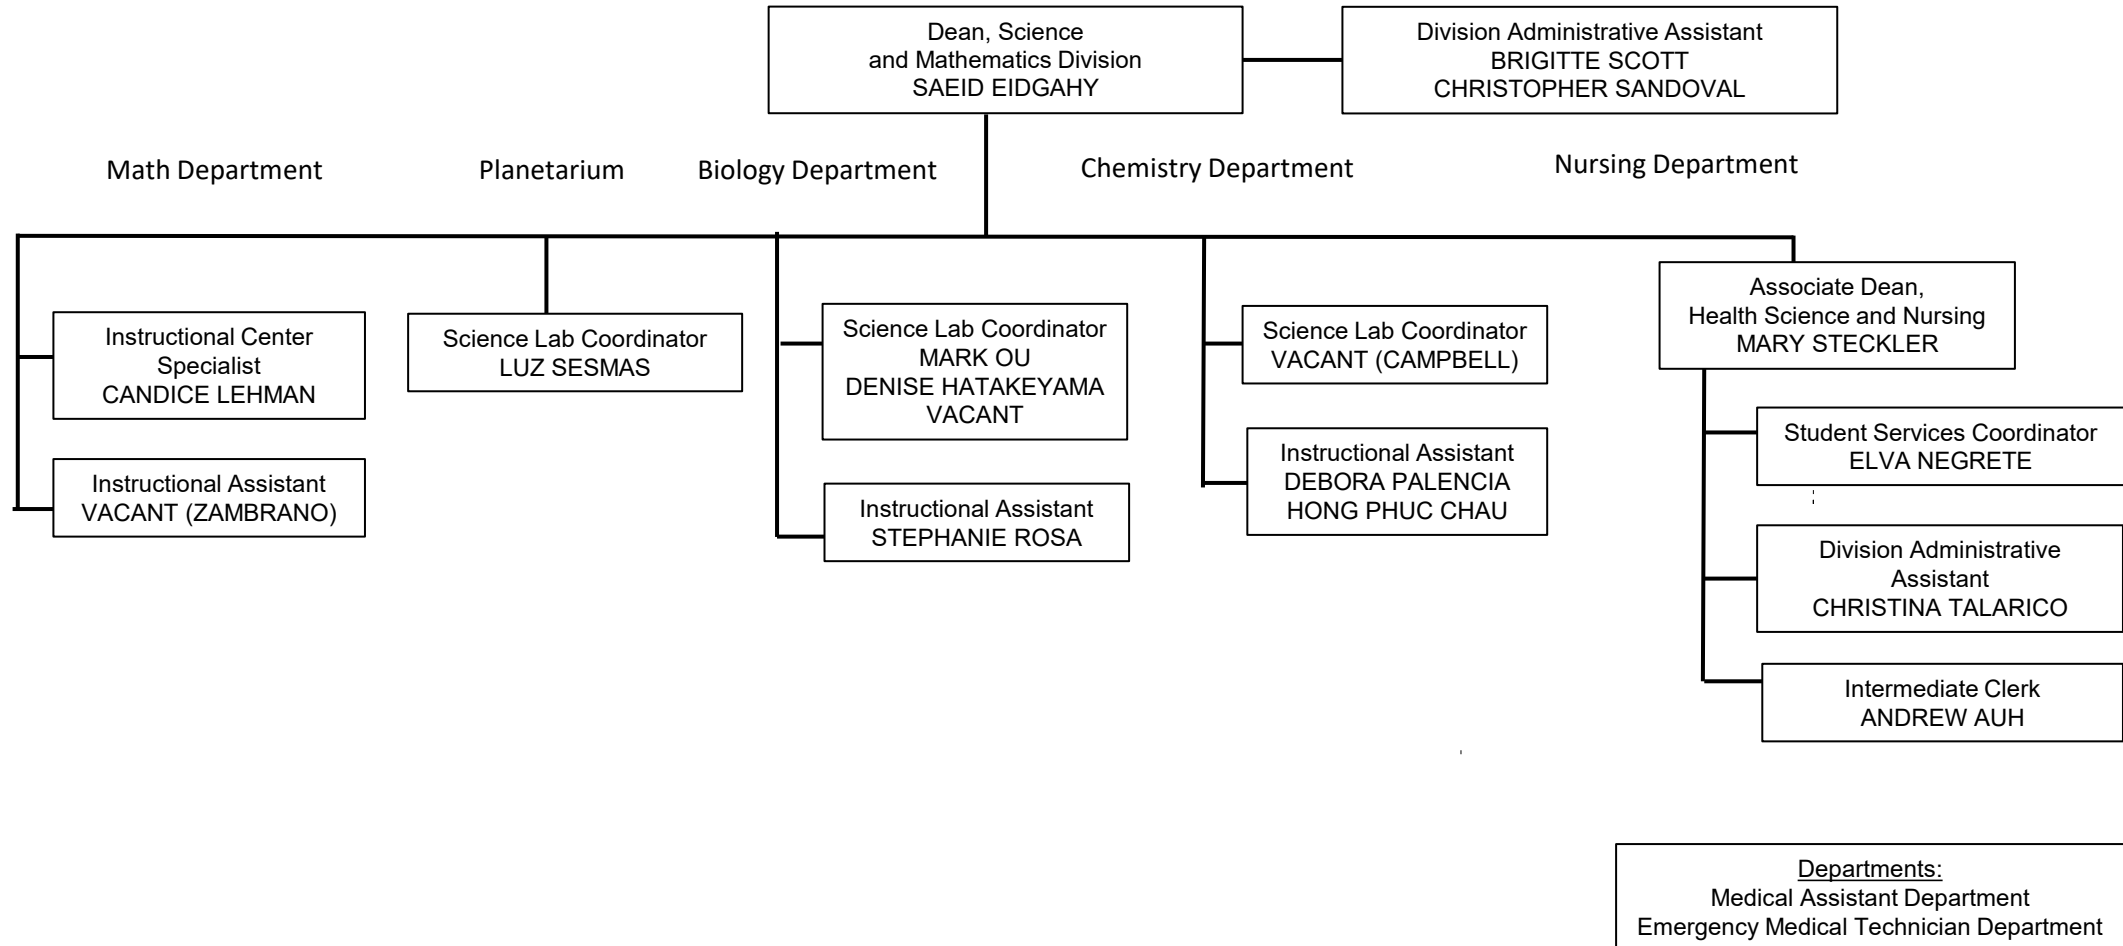 Dean, Science
and Mathematics Division
SAEID EIDGAHY
Division Administrative Assistant
BRIGITTE SCOTT
CHRISTOPHER SANDOVAL
Math Department
Planetarium
Biology Department
Chemistry Department
Nursing Department
Instructional Center
Specialist
CANDICE LEHMAN
Instructional Assistant
VACANT (ZAMBRANO)
Science Lab Coordinator
LUZ SESMAS
Science Lab Coordinator
MARK OU
DENISE HATAKEYAMA
VACANT
Instructional Assistant
STEPHANIE ROSA
Science Lab Coordinator
VACANT (CAMPBELL)
Instructional Assistant
DEBORA PALENCIA
HONG PHUC CHAU
Associate Dean,
Health Science and Nursing
MARY STECKLER
Student Services Coordinator
ELVA NEGRETE
Division Administrative
Assistant
CHRISTINA TALARICO
Intermediate Clerk
ANDREW AUH
Departments:
Medical Assistant Department
Emergency Medical Technician Department